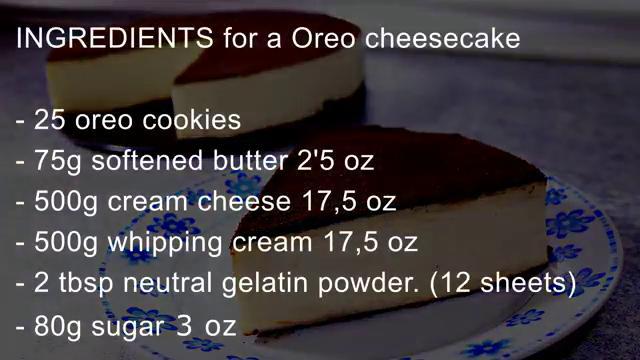 INGREDIENTS for a Oreo cheesecake
- 25 oreo cookies
- 75g softened butter 2'5 oz
- 500g cream cheese 17,5 oz
- 500g whipping cream 17,5 oz
- 2 tbsp neutral gelatin powder. (12 sheets)
- 80g sugar 3 oz